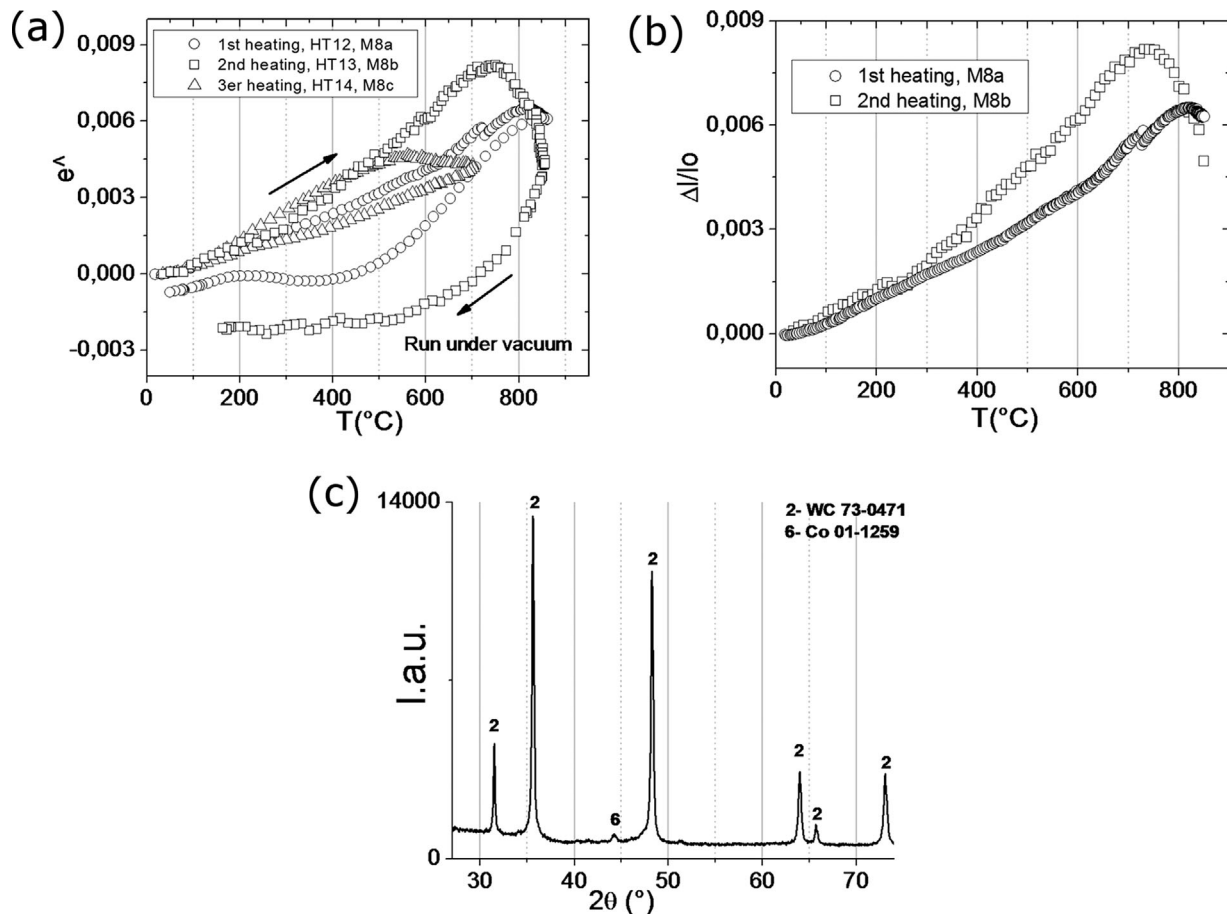 (a)
0,009
0,006
0,003
0,000
-0,003
e^
1st heating, HT12, M8a
2nd heating, HT13, M8b
3er heating, HT14, M8c
Run under vacuum
0 200 400 600 800
T(°C)
(b)
0,009
0,006
0,003
0,000
Δl/lo
1st heating, M8a
2nd heating, M8b
0 200 400 600 800
T(°C)
(c)
14000
0
I.a.u.
2- WC 73-0471
6- Co 01-1259
2
2
6
2
2
2
2
30 40 50 60 70
2θ (°)